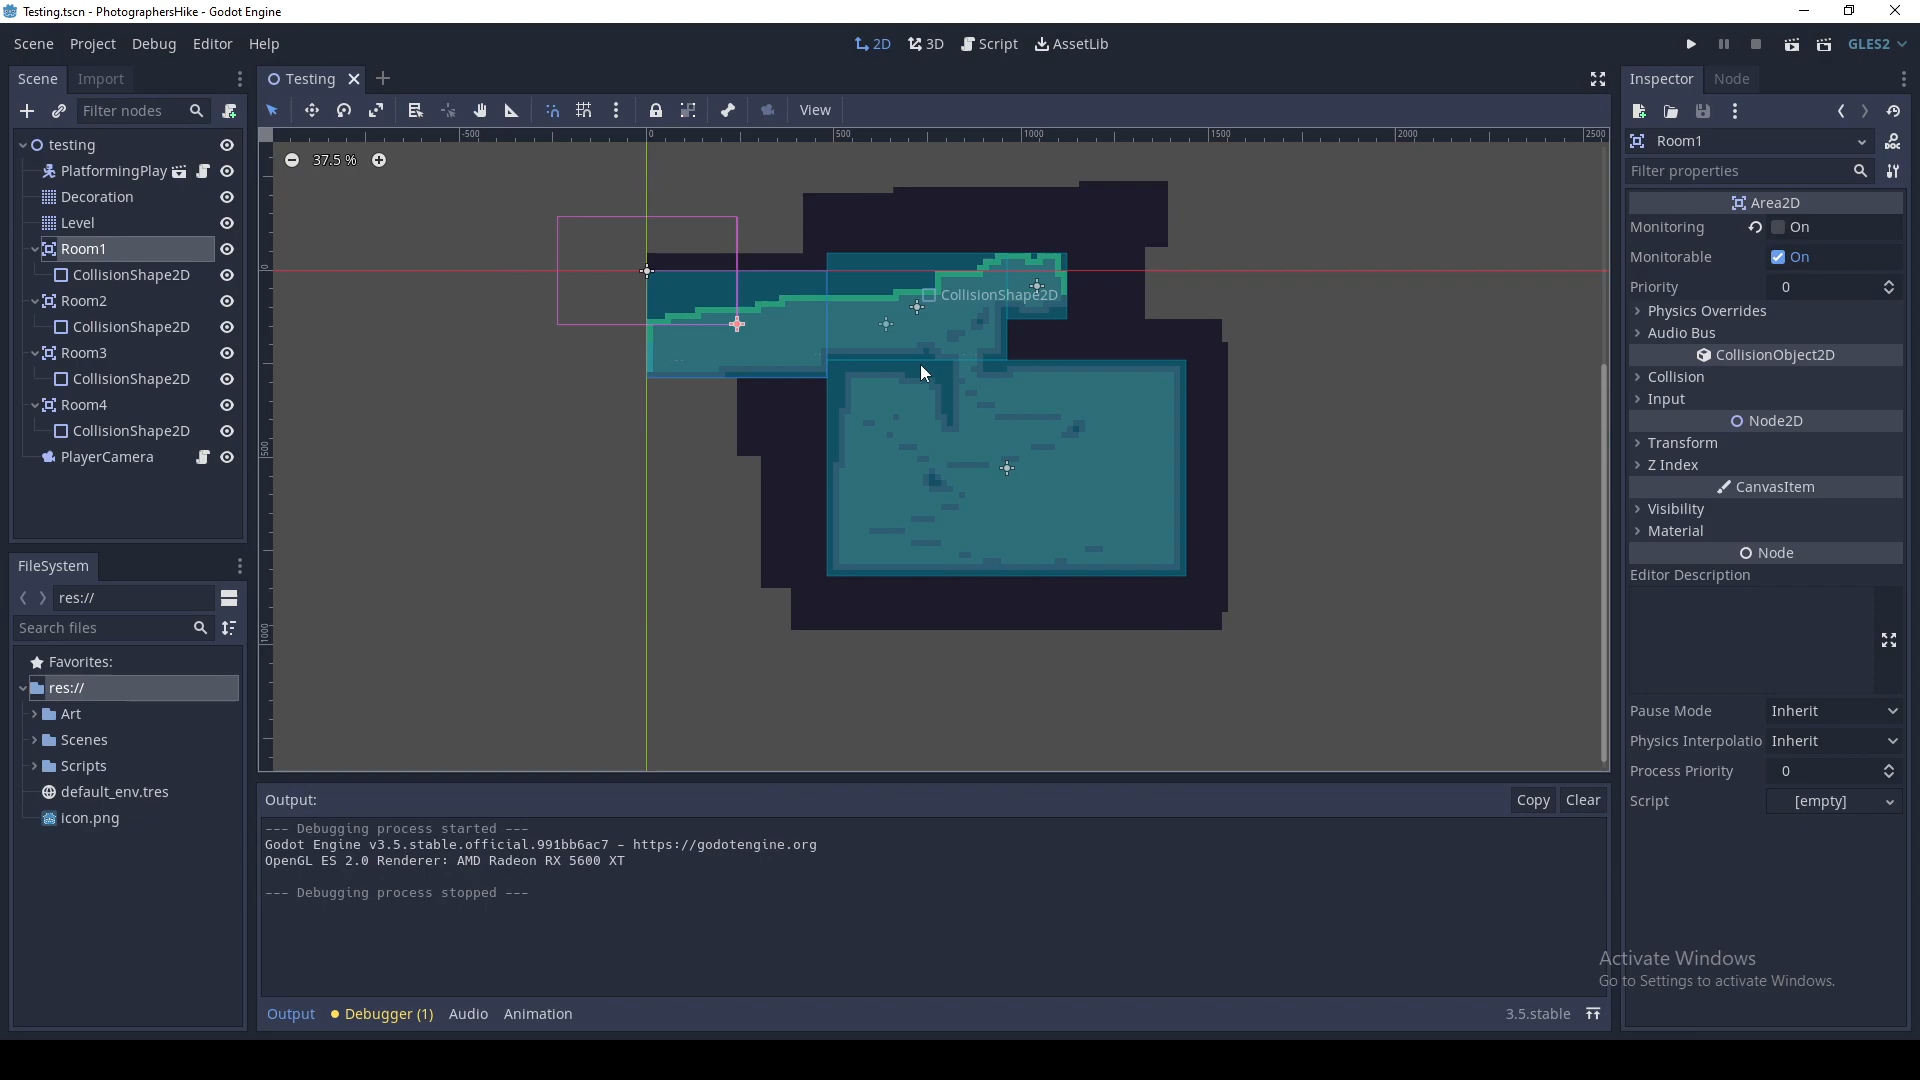 Testing.tscn - PhotographersHike - Godot Engine
Scene Project Debug Editor Help
2D 3D Script AssetLib
GLES2
Scene Import
Testing
Inspector Node
Filter nodes
View
testing
PlatformingPlay
Decoration
Level
Room1
CollisionShape2D
Room2
CollisionShape2D
Room3
CollisionShape2D
Room4
CollisionShape2D
PlayerCamera
-500 0 500 1000 1500 2000 2500
37.5 %
0
500
1000
CollisionShape2D
Room1
Filter properties
Area2D
Monitoring On
Monitorable On
Priority 0
Physics Overrides
Audio Bus
CollisionObject2D
Collision
Input
Node2D
Transform
Z Index
CanvasItem
Visibility
Material
Node
Editor Description
Pause Mode Inherit
Physics Interpolatio Inherit
Process Priority 0
Script [empty]
FileSystem
res://
Search files
Favorites:
res://
Art
Scenes
Scripts
default_env.tres
icon.png
Output:
Copy Clear
--- Debugging process started ---
Godot Engine v3.5.stable.official.991bb6ac7 - https://godotengine.org
OpenGL ES 2.0 Renderer: AMD Radeon RX 5600 XT
--- Debugging process stopped ---
Output Debugger (1) Audio Animation
3.5.stable
Activate Windows
Go to Settings to activate Windows.